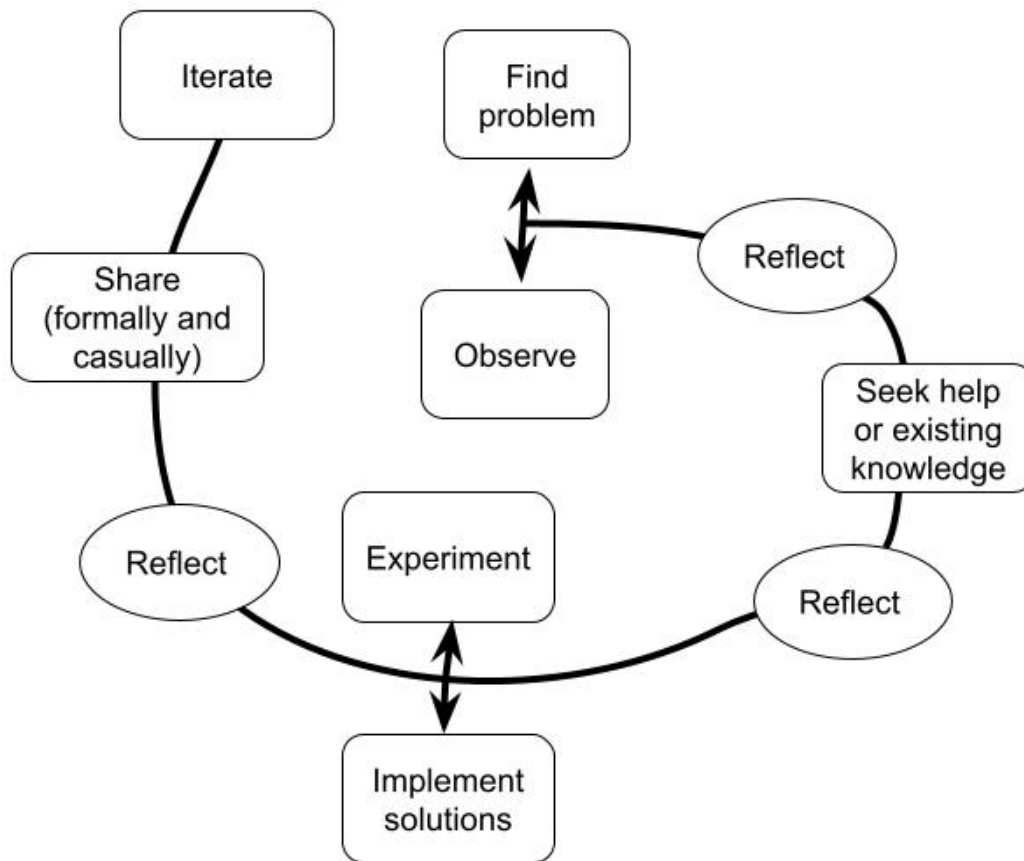 Iterate
Find
problem
Reflect
Share
(formally and
casually)
Observe
Seek help
or existing
knowledge
Experiment
Reflect
Reflect
Implement
solutions